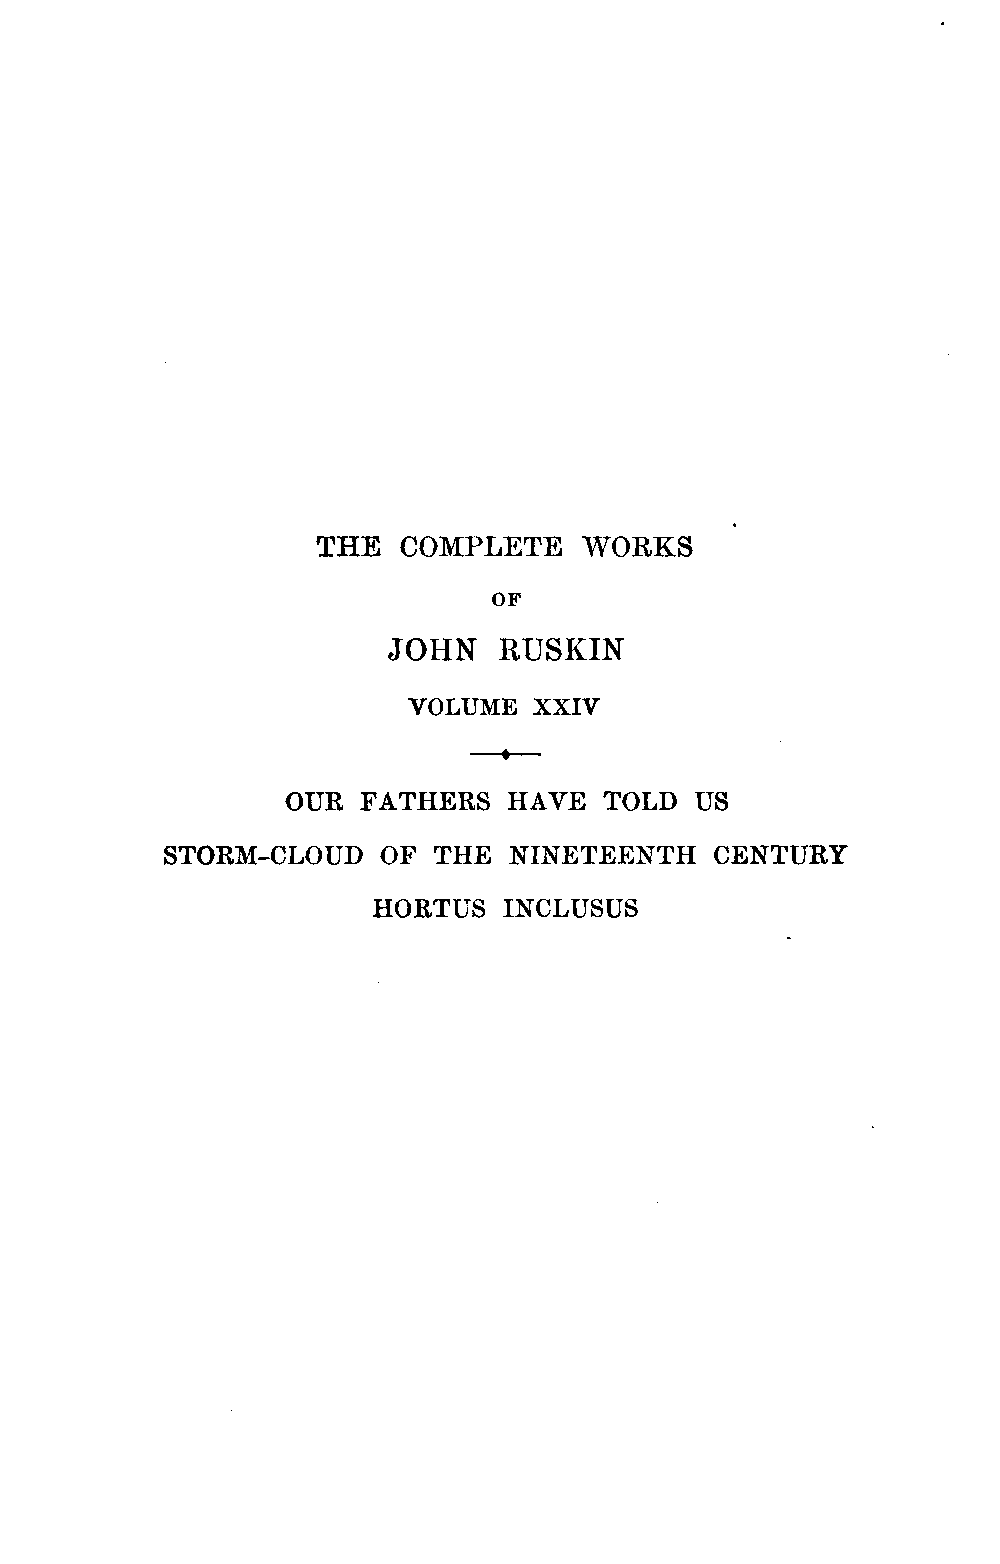 THE COMPLETE WORKS
OF
JOHN RUSKIN
VOLUME XXIV
OUR FATHERS HAVE TOLD US
STORM-CLOUD OF THE NINETEENTH CENTURY
HORTUS INCLUSUS